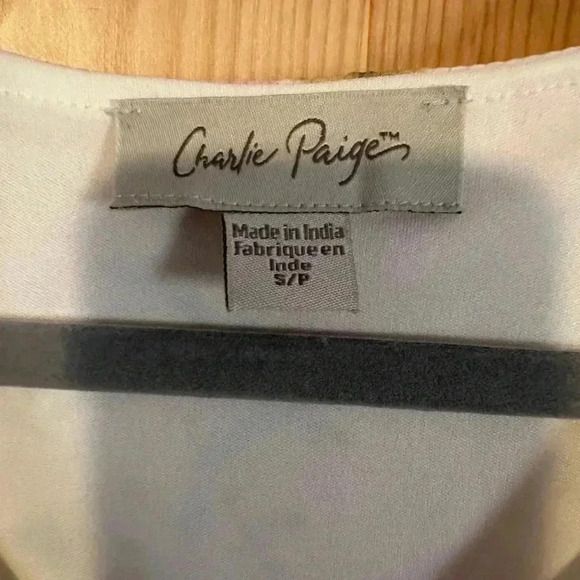 Charlie Paige™
Made in India
Fabrique en
Inde
S/P